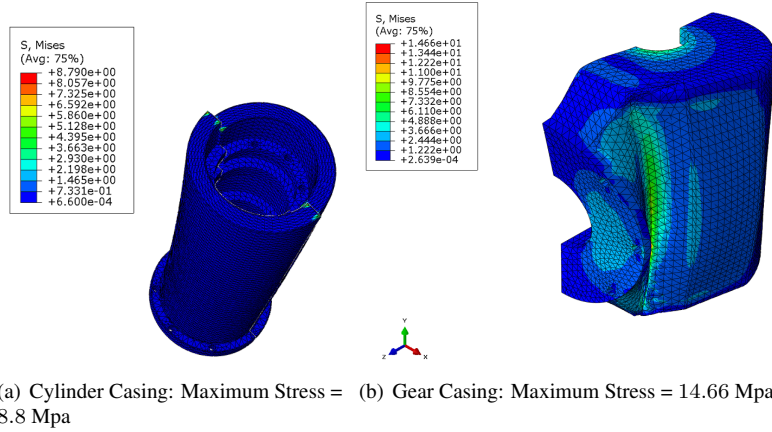 S, Mises
(Avg: 75%)
+8.790e+00
+8.057e+00
+7.325e+00
+6.592e+00
+5.860e+00
+5.128e+00
+4.395e+00
+3.663e+00
+2.930e+00
+2.198e+00
+1.465e+00
+7.331e-01
+6.600e-04
S, Mises
(Avg: 75%)
+1.466e+01
+1.344e+01
+1.222e+01
+1.100e+01
+9.775e+00
+8.554e+00
+7.332e+00
+6.110e+00
+4.888e+00
+3.666e+00
+2.444e+00
+1.222e+00
+2.639e-04
Y
Z
X
(a) Cylinder Casing: Maximum Stress =
8.8 Mpa
(b) Gear Casing: Maximum Stress = 14.66 Mpa